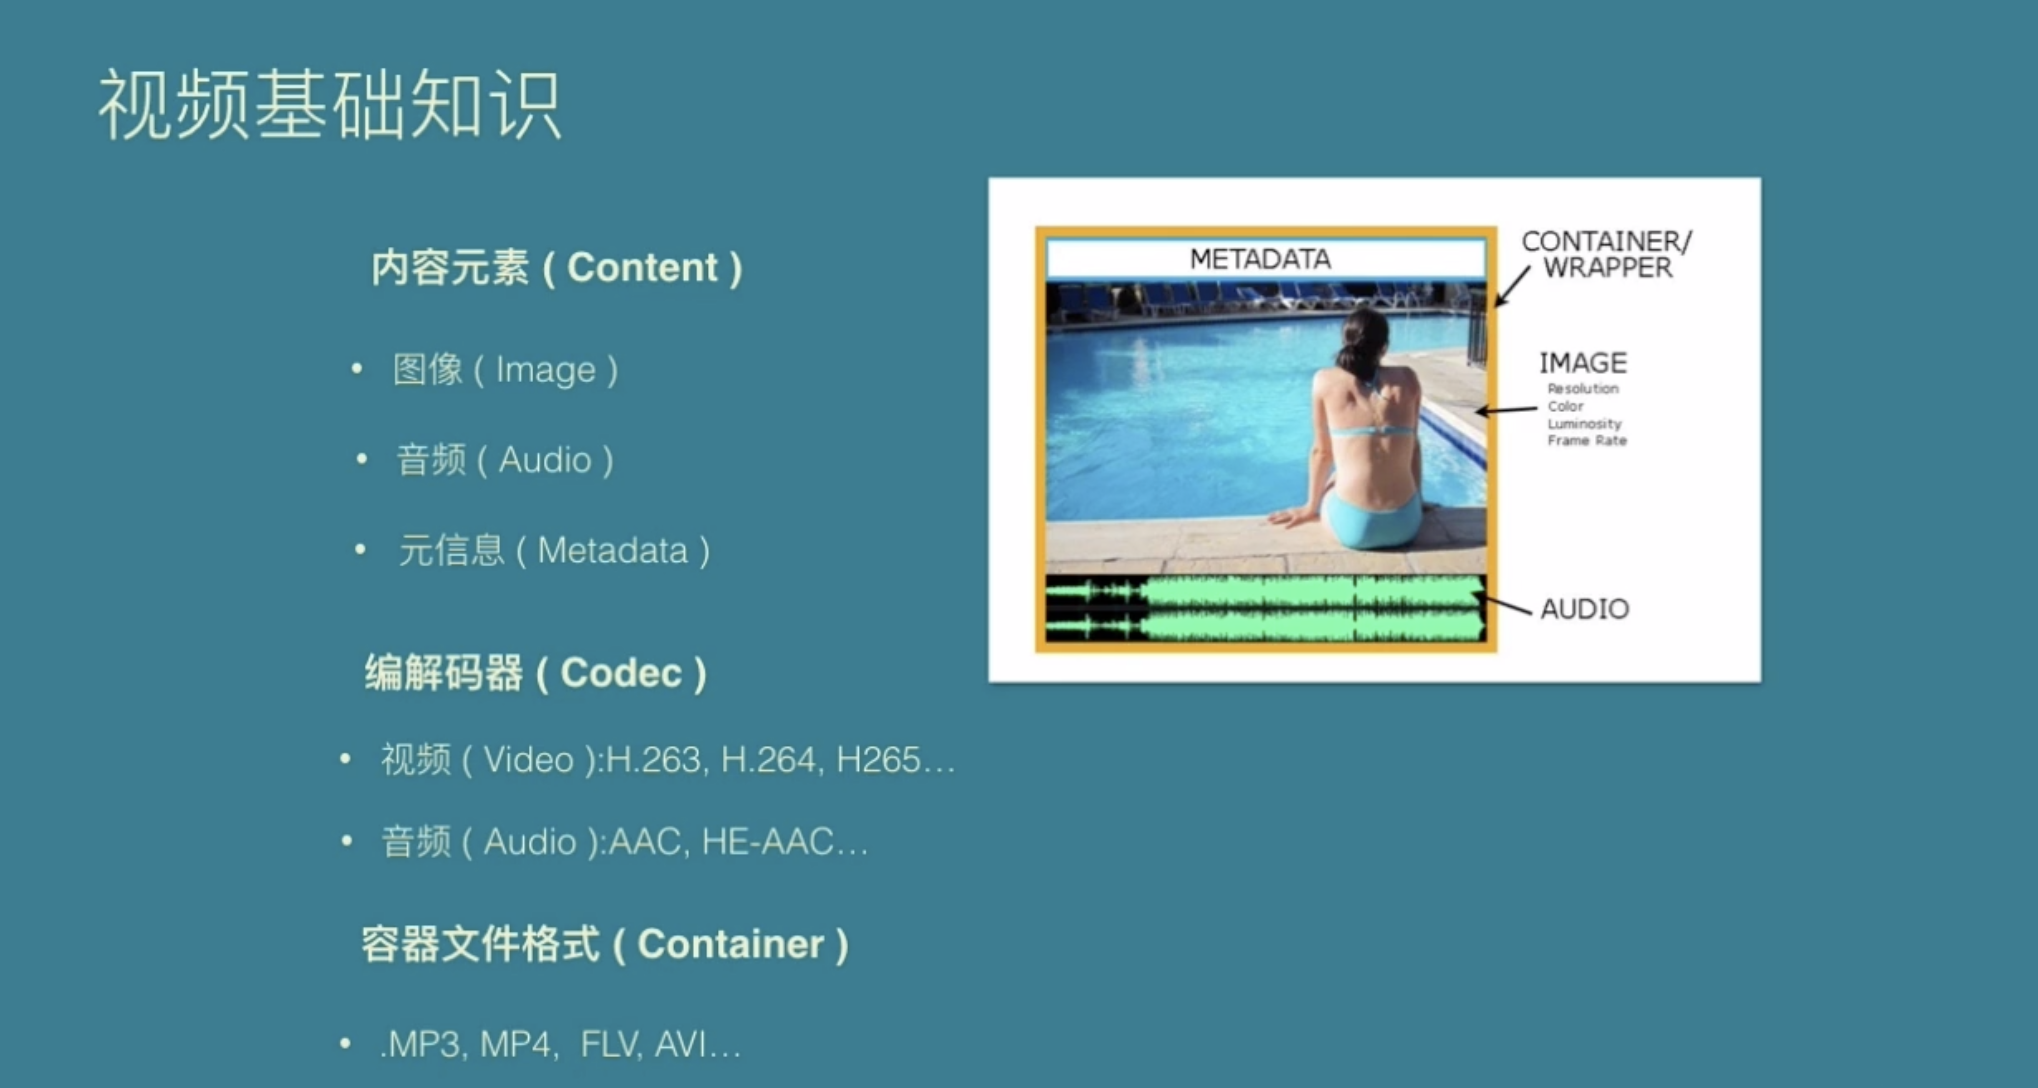 视频基础知识
内容元素 ( Content )
• 图像 ( Image )
• 音频 ( Audio )
• 元信息 ( Metadata )
编解码器 ( Codec )
• 视频 ( Video ):H.263, H.264, H265…
• 音频 ( Audio ):AAC, HE-AAC…
容器文件格式 ( Container )
• .MP3, MP4, FLV, AVI…
METADATA
CONTAINER/
WRAPPER
IMAGE
Resolution
Color
Luminosity
Frame Rate
AUDIO